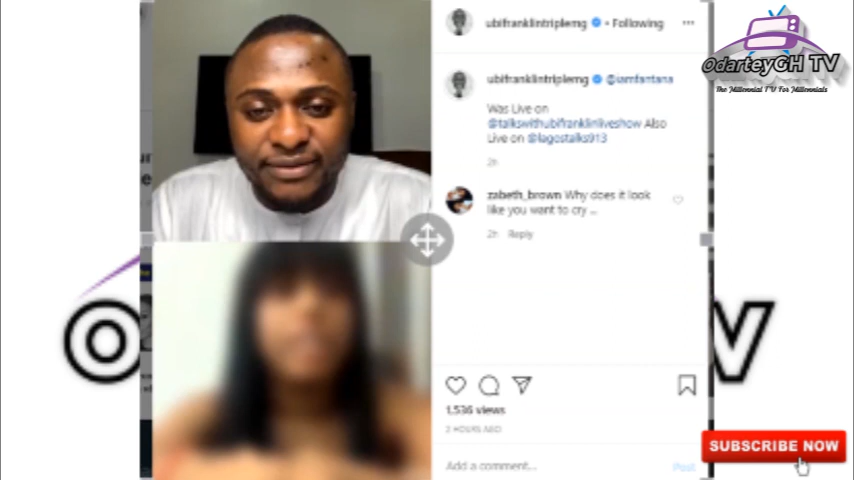 ubifranklintriplemg • Following
ubifranklintriplemg @iamfantana
Was Live on
@talkswithubifranklinliveshow Also
Live on @lagostalks913
2h
zabeth_brown Why does it look
like you want to cry ...
2h Reply
1,536 views
2 HOURS AGO
Add a comment... Post
OdarteyGH TV
The Millennial TV For Millennials
SUBSCRIBE NOW
O
V